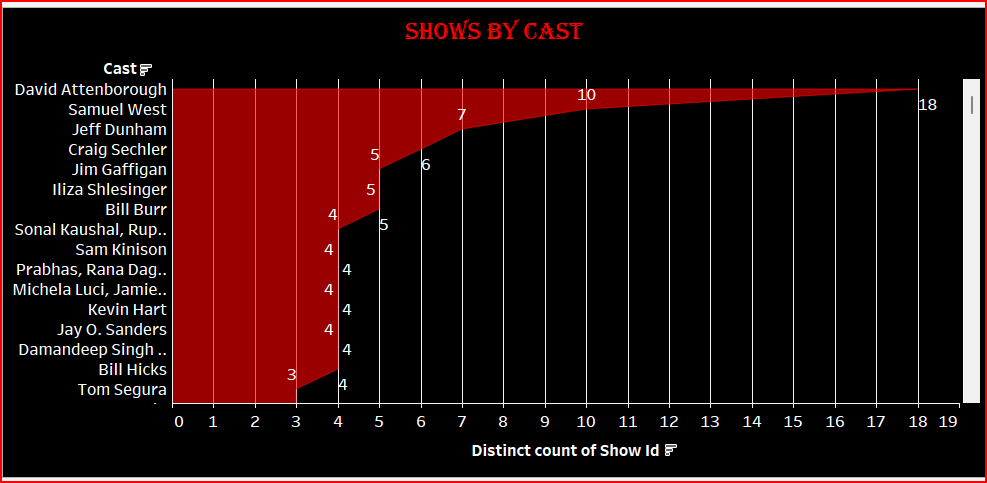 SHOWS BY CAST
Cast
David Attenborough
18
Samuel West
10
Jeff Dunham
7
Craig Sechler
6
Jim Gaffigan
5
Iliza Shlesinger
5
Bill Burr
5
Sonal Kaushal, Rup..
4
Sam Kinison
4
Prabhas, Rana Dag..
4
Michela Luci, Jamie..
4
Kevin Hart
4
Jay O. Sanders
4
Damandeep Singh ..
4
Bill Hicks
4
Tom Segura
3
0 1 2 3 4 5 6 7 8 9 10 11 12 13 14 15 16 17 18 19
Distinct count of Show Id